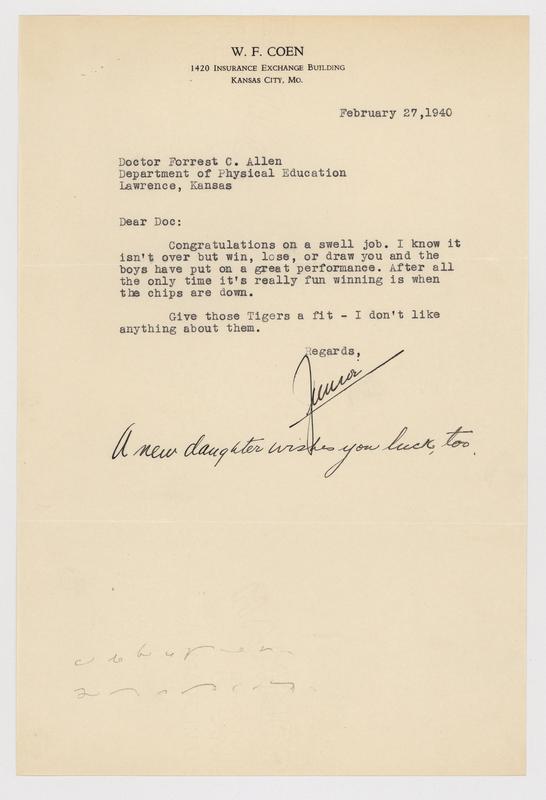 W. F. COEN
1420 INSURANCE EXCHANGE BUILDING
KANSAS CITY, MO.
February 27,1940
Doctor Forrest C. Allen
Department of Physical Education
Lawrence, Kansas
Dear Doc:
Congratulations on a swell job. I know it
isn't over but win, lose, or draw you and the
boys have put on a great performance. After all
the only time it's really fun winning is when
the chips are down.
Give those Tigers a fit - I don't like
anything about them.
Regards,
Junior
A new daughter wishes you luck, too.